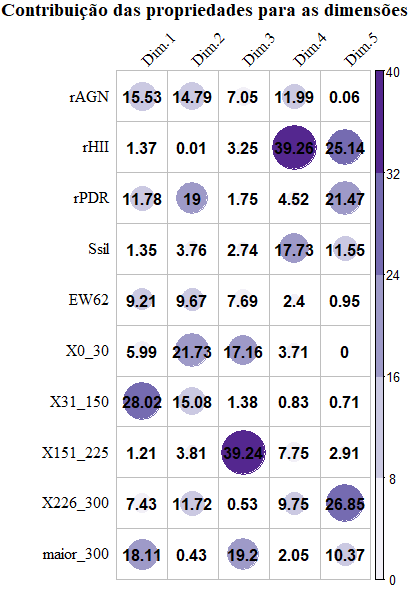 Contribuição das propriedades para as dimensões
Dim.1 Dim.2 Dim.3 Dim.4 Dim.5
rAGN 15.53 14.79 7.05 11.99 0.06
rHII 1.37 0.01 3.25 39.26 25.14
rPDR 11.78 19 1.75 4.52 21.47
Ssil 1.35 3.76 2.74 17.73 11.55
EW62 9.21 9.67 7.69 2.4 0.95
X0_30 5.99 21.73 17.16 3.71 0
X31_150 28.02 15.08 1.38 0.83 0.71
X151_225 1.21 3.81 39.24 7.75 2.91
X226_300 7.43 11.72 0.53 9.75 26.85
maior_300 18.11 0.43 19.2 2.05 10.37
40
32
24
16
8
0